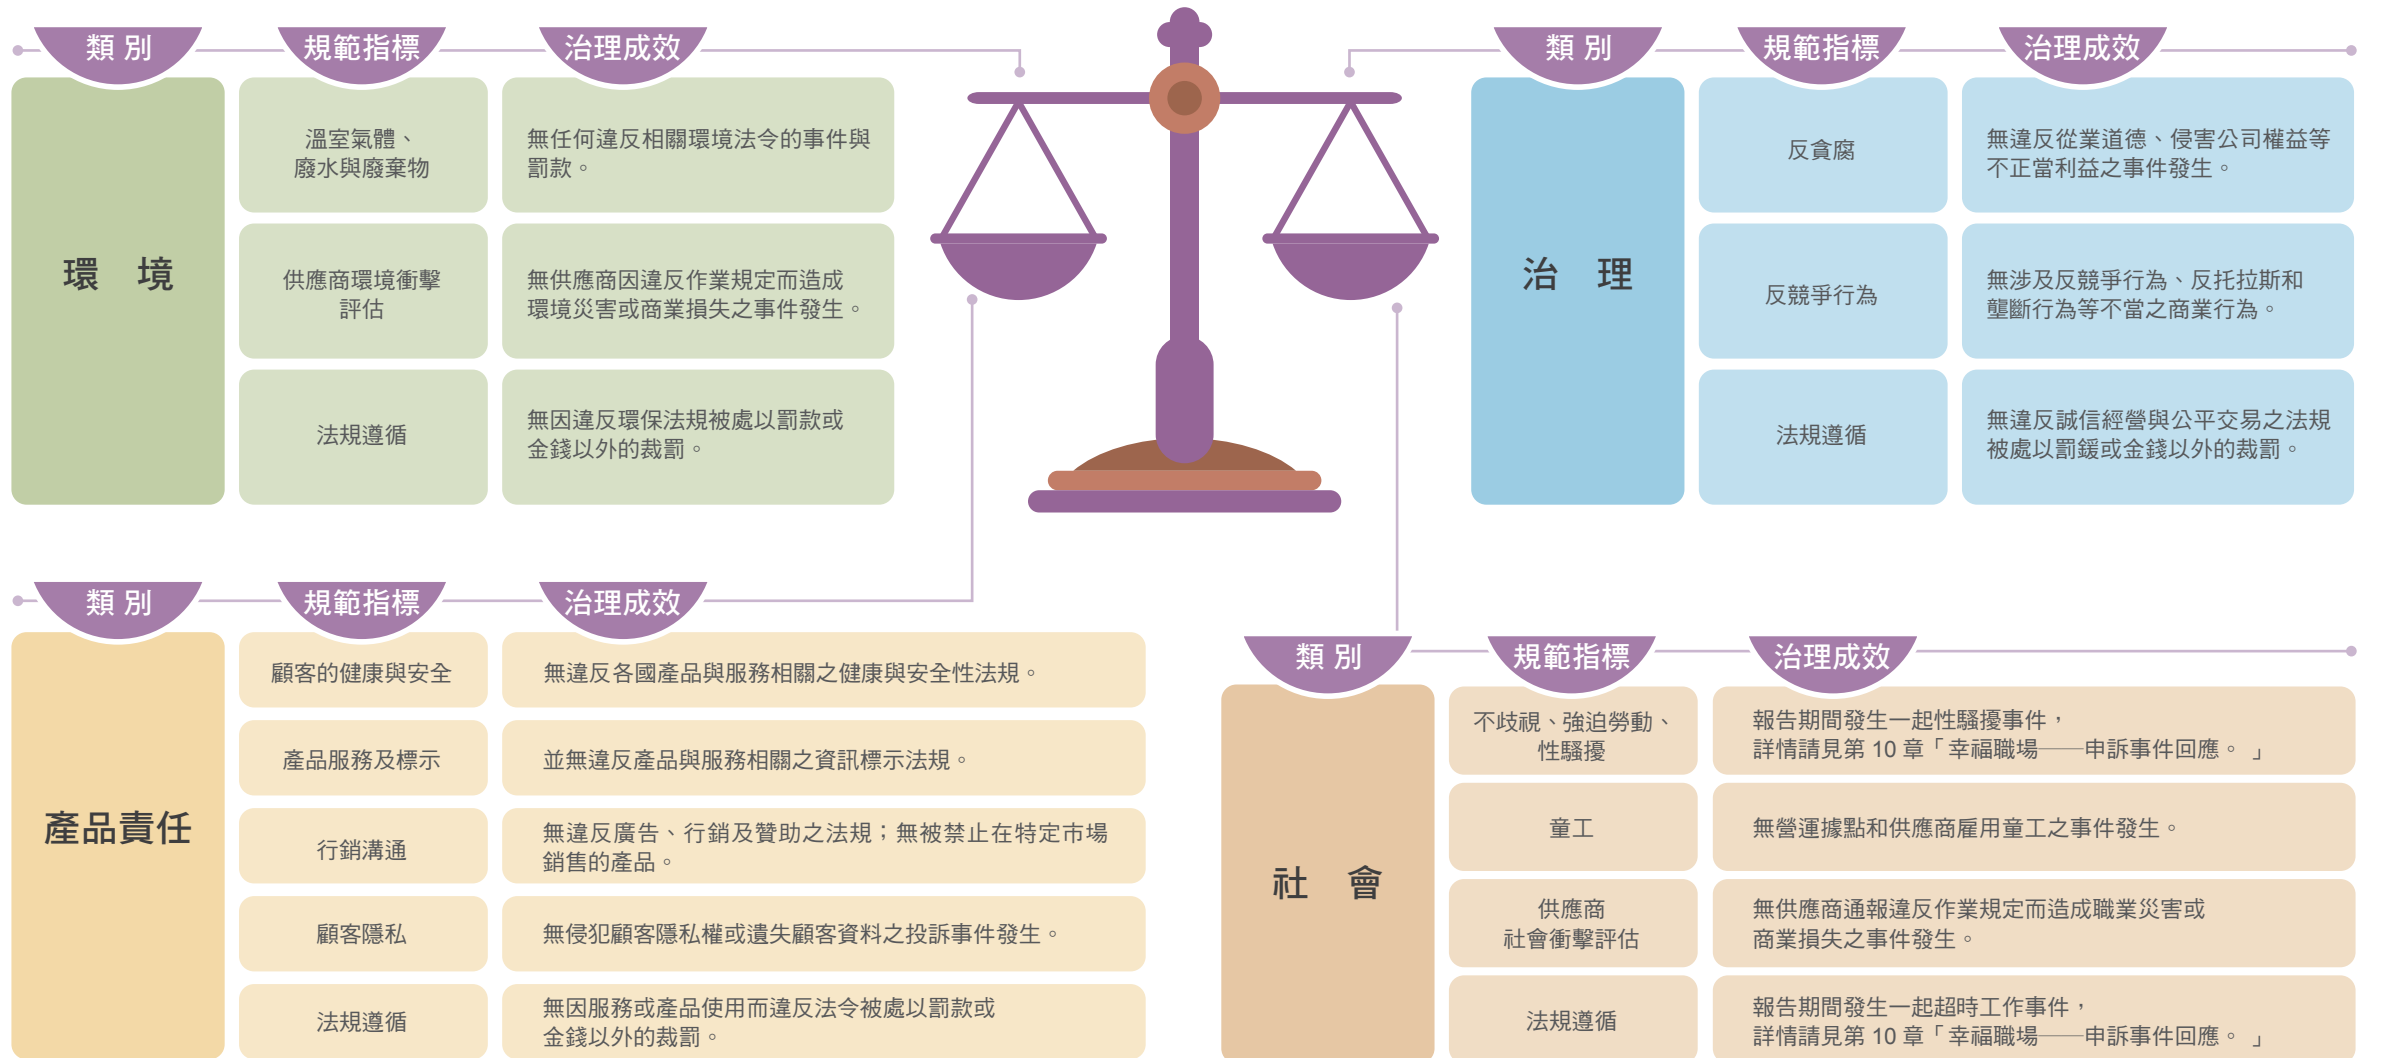 類 別
規範指標
治理成效
環 境
溫室氣體、
廢水與廢棄物
無任何違反相關環境法令的事件與
罰款。
供應商環境衝擊
評估
無供應商因違反作業規定而造成
環境災害或商業損失之事件發生。
法規遵循
無因違反環保法規被處以罰款或
金錢以外的裁罰。
類 別
規範指標
治理成效
治 理
反貪腐
無違反從業道德、侵害公司權益等
不正當利益之事件發生。
反競爭行為
無涉及反競爭行為、反托拉斯和
壟斷行為等不當之商業行為。
法規遵循
無違反誠信經營與公平交易之法規
被處以罰鍰或金錢以外的裁罰。
類 別
規範指標
治理成效
產品責任
顧客的健康與安全
無違反各國產品與服務相關之健康與安全性法規。
產品服務及標示
並無違反產品與服務相關之資訊標示法規。
行銷溝通
無違反廣告、行銷及贊助之法規；無被禁止在特定市場
銷售的產品。
顧客隱私
無侵犯顧客隱私權或遺失顧客資料之投訴事件發生。
法規遵循
無因服務或產品使用而違反法令被處以罰款或
金錢以外的裁罰。
類 別
規範指標
治理成效
社 會
不歧視、強迫勞動、
性騷擾
報告期間發生一起性騷擾事件，
詳情請見第 10 章「幸福職場──申訴事件回應。 」
童工
無營運據點和供應商雇用童工之事件發生。
供應商
社會衝擊評估
無供應商通報違反作業規定而造成職業災害或
商業損失之事件發生。
法規遵循
報告期間發生一起超時工作事件，
詳情請見第 10 章「幸福職場──申訴事件回應。 」